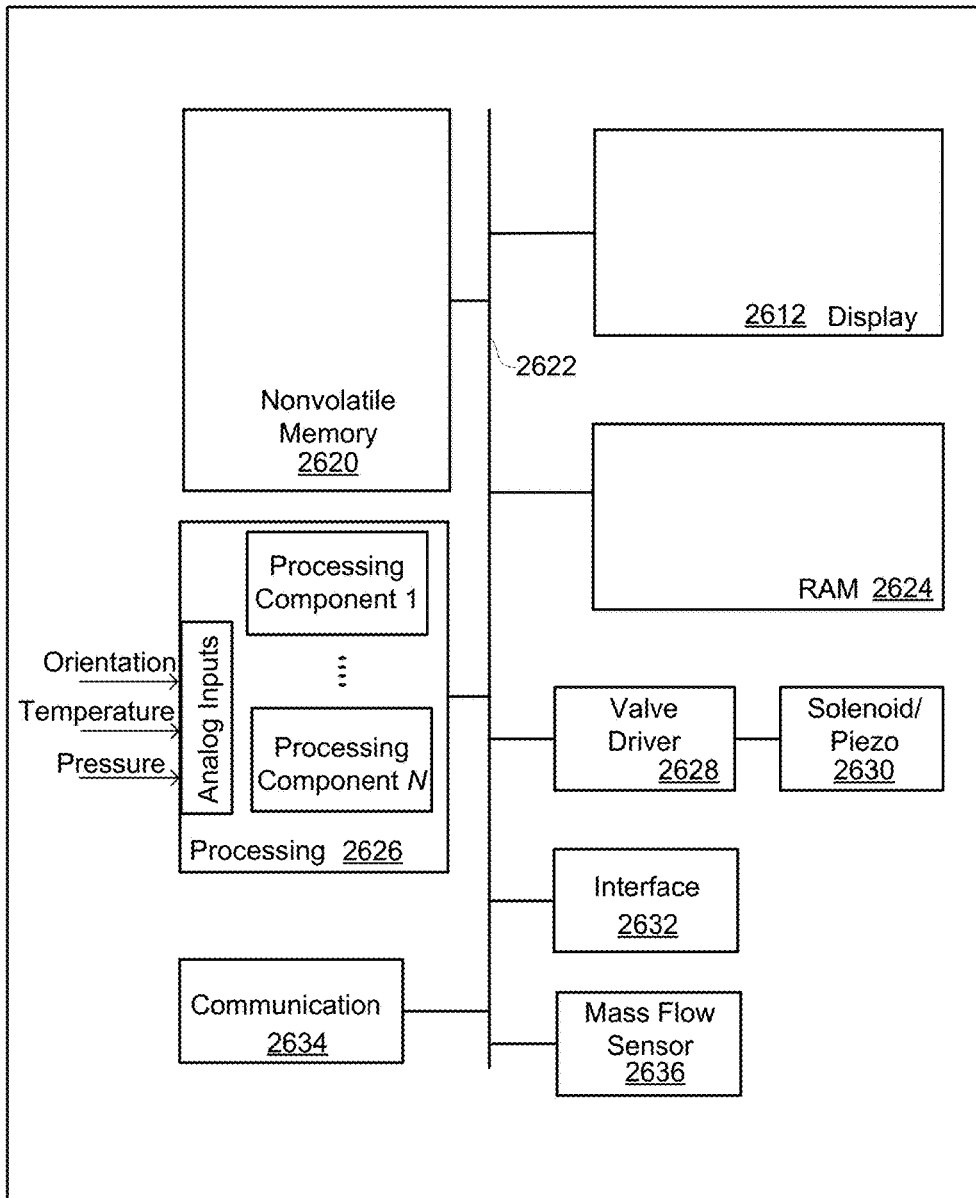 2612 Display
2622
Nonvolatile
Memory
2620
RAM 2624
Processing
Component 1
Orientation
Temperature
Pressure
Analog Inputs
Processing
Component N
Processing 2626
Valve
Driver
2628
Solenoid/
Piezo
2630
Interface
2632
Communication
2634
Mass Flow
Sensor
2636